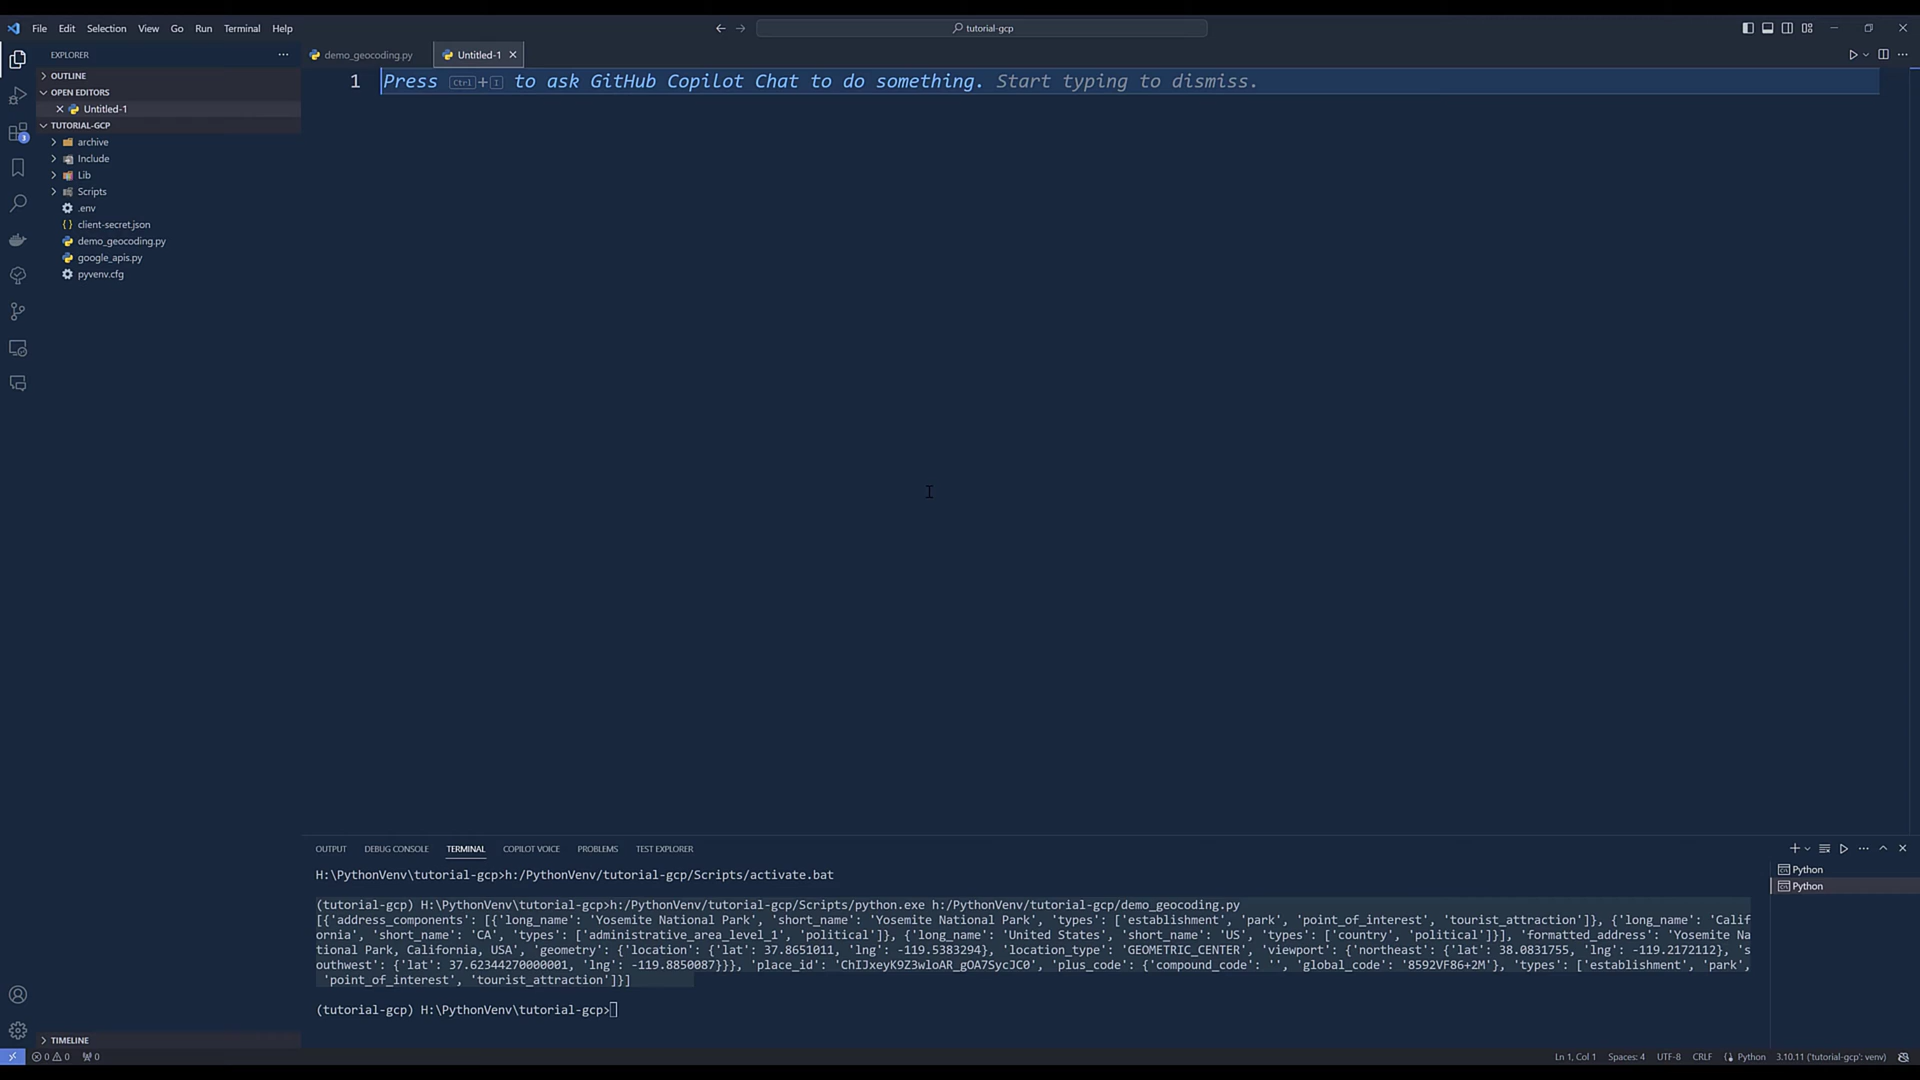 File Edit Selection View Go Run Terminal Help
tutorial-gcp
EXPLORER
OUTLINE
OPEN EDITORS
Untitled-1
TUTORIAL-GCP
archive
Include
Lib
Scripts
.env
client-secret.json
demo_geocoding.py
google_apis.py
pyvenv.cfg
TIMELINE
3
demo_geocoding.py
Untitled-1
1 Press Ctrl+I to ask GitHub Copilot Chat to do something. Start typing to dismiss.
OUTPUT DEBUG CONSOLE TERMINAL COPILOT VOICE PROBLEMS TEST EXPLORER
H:\PythonVenv\tutorial-gcp>h:/PythonVenv/tutorial-gcp/Scripts/activate.bat
(tutorial-gcp) H:\PythonVenv\tutorial-gcp>h:/PythonVenv/tutorial-gcp/Scripts/python.exe h:/PythonVenv/tutorial-gcp/demo_geocoding.py
[{'address_components': [{'long_name': 'Yosemite National Park', 'short_name': 'Yosemite National Park', 'types': ['establishment', 'park', 'point_of_interest', 'tourist_attraction']}, {'long_name': 'Calif
ornia', 'short_name': 'CA', 'types': ['administrative_area_level_1', 'political']}, {'long_name': 'United States', 'short_name': 'US', 'types': ['country', 'political']}], 'formatted_address': 'Yosemite Na
tional Park, California, USA', 'geometry': {'location': {'lat': 37.8651011, 'lng': -119.5383294}, 'location_type': 'GEOMETRIC_CENTER', 'viewport': {'northeast': {'lat': 38.0831755, 'lng': -119.2172112}, 's
outhwest': {'lat': 37.62344270000001, 'lng': -119.8850087}}}, 'place_id': 'ChIJxeyK9Z3wloAR_gOA7SycJC0', 'plus_code': {'compound_code': '', 'global_code': '8592VF86+2M'}, 'types': ['establishment', 'park',
'point_of_interest', 'tourist_attraction']}]
(tutorial-gcp) H:\PythonVenv\tutorial-gcp>
Python
Python
0 0 0
Ln 1, Col 1 Spaces: 4 UTF-8 CRLF Python 3.10.11 ('tutorial-gcp': venv)